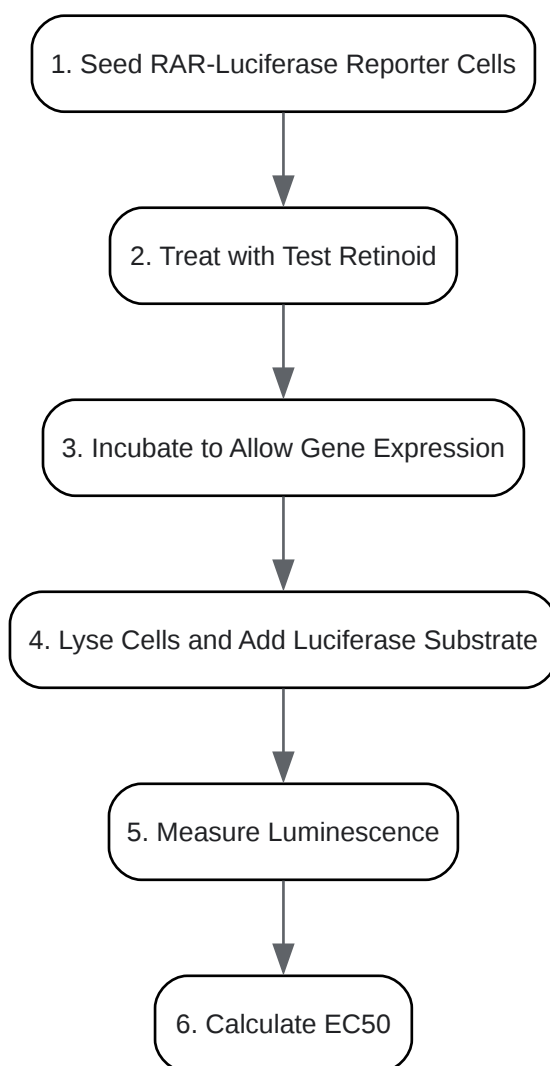 1. Seed RAR-Luciferase Reporter Cells
2. Treat with Test Retinoid
3. Incubate to Allow Gene Expression
4. Lyse Cells and Add Luciferase Substrate
5. Measure Luminescence
6. Calculate EC50